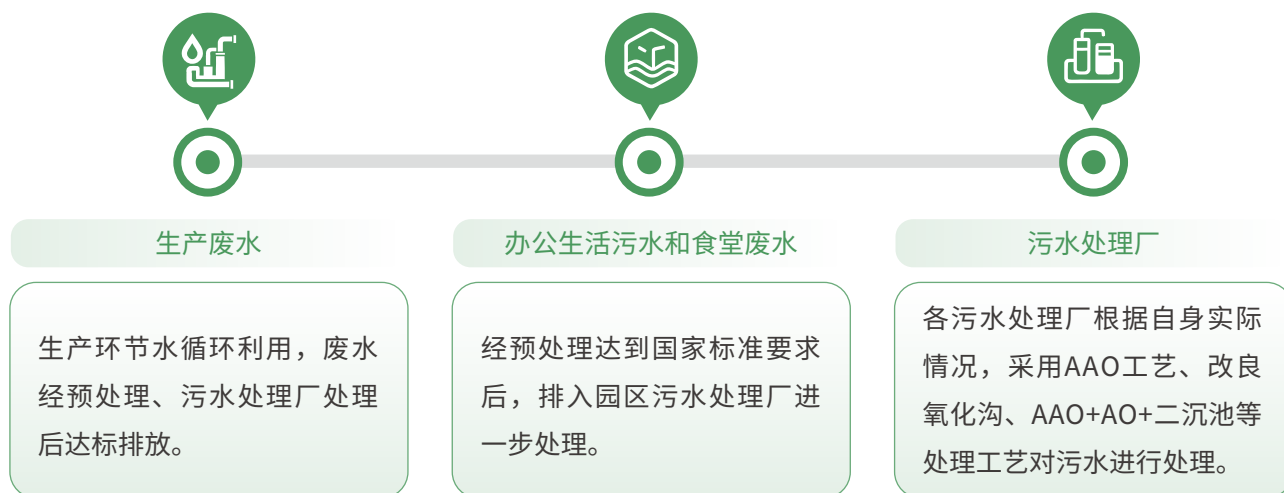 生产废水
生产环节水循环利用，废水
经预处理、污水处理厂处理
后达标排放。
办公生活污水和食堂废水
经预处理达到国家标准要求
后，排入园区污水处理厂进
一步处理。
污水处理厂
各污水处理厂根据自身实际
情况，采用AAO工艺、改良
氧化沟、AAO+AO+二沉池等
处理工艺对污水进行处理。